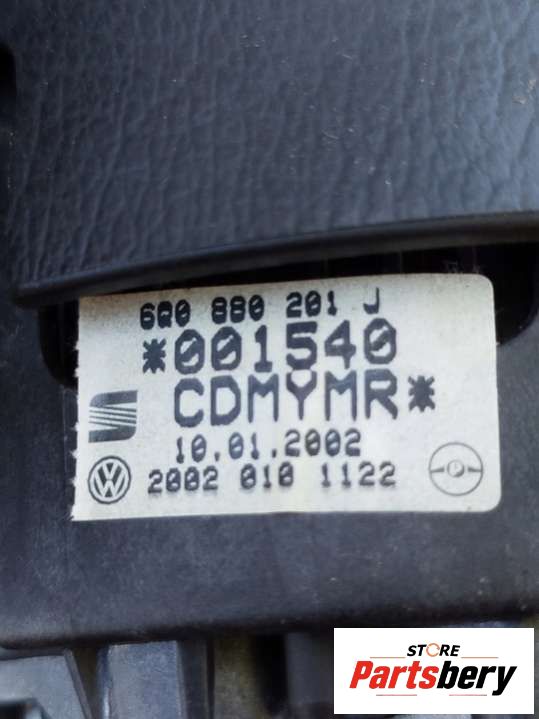 6Q0 880 201 J
*001540
CDMYMR*
10.01.2002
2002 010 1122
STORE
Partsbery